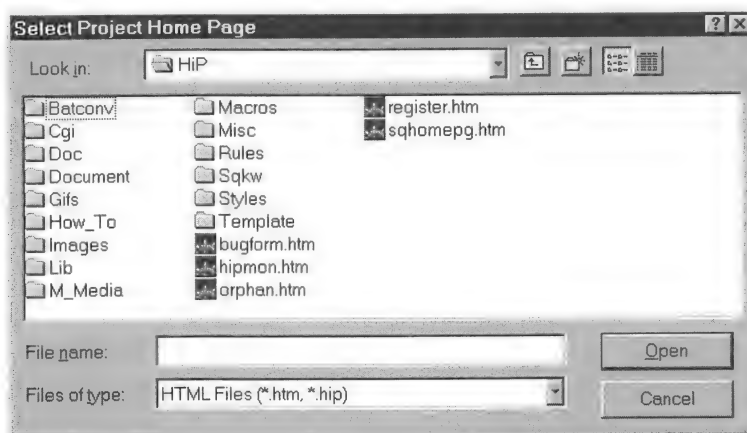 Select Project Home Page
Look in: HiP
Batconv
Cgi
Doc
Document
Gifs
How_To
Images
Lib
M_Media
Macros
Misc
Rules
Sqkw
Styles
Template
bugform.htm
hipmon.htm
orphan.htm
register.htm
sqhomepg.htm
File name:
Open
Files of type: HTML Files (*.htm, *.hip)
Cancel